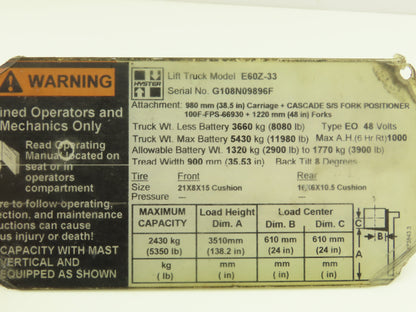 WARNING
ined Operators and
Mechanics Only
Read Operating
Manual located on
seat or in
operators
compartment
re to follow operating,
ection, and maintenance
uctions can cause
us injury or death!
CAPACITY WITH MAST
VERTICAL AND
EQUIPPED AS SHOWN
HYSTER
Lift Truck Model E60Z-33
Serial No. G108N09896F
Attachment: 980 mm (38.5 in) Carriage + CASCADE S/S FORK POSITIONER
100F-FPS-66930 + 1220 mm (48 in) Forks
Truck Wt. Less Battery 3660 kg (8080 lb) Type EO 48 Volts
Truck Wt. Max Battery 5430 kg (11980 lb) Max A.H.(6 Hr Rt)1000
Allowable Battery Wt. 1320 kg (2900 lb) to 1770 kg (3900 lb)
Tread Width 900 mm (35.53 in) Back Tilt 8 Degrees
Tire Front Rear
Size 21X8X15 Cushion 16X6X10.5 Cushion
Pressure --- ---
MAXIMUM CAPACITY Load Height Dim. A Load Center Dim. B Dim. C
2430 kg 3510mm 610 mm 610 mm
(5350 lb) (138.2 in) (24 in) (24 in)
kg mm mm mm
( lb) ( in) ( in) ( in)
C
B
A